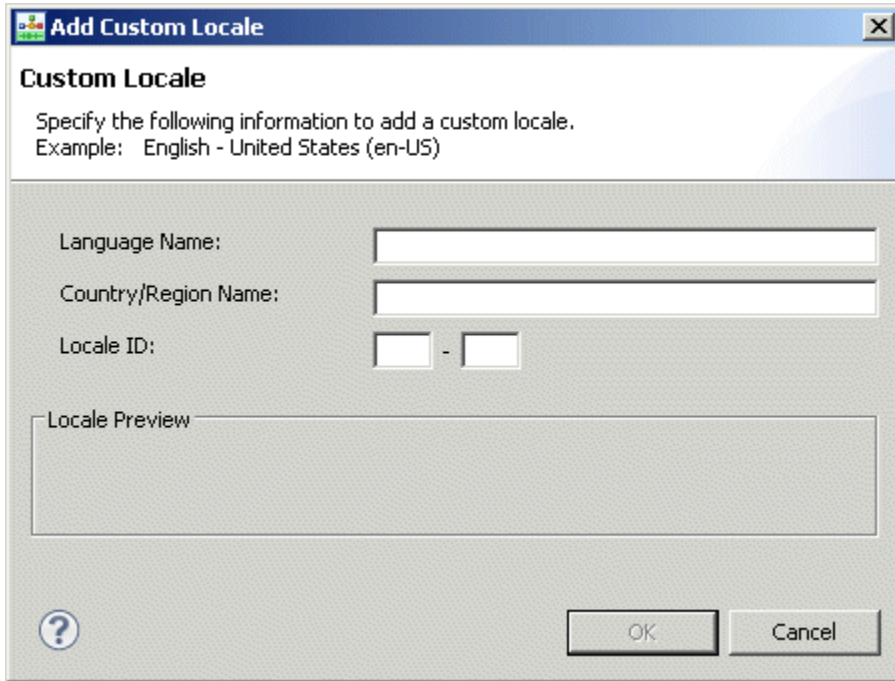 Add Custom Locale
Custom Locale
Specify the following information to add a custom locale.
Example: English - United States (en-US)
Language Name:
Country/Region Name:
Locale ID: -
Locale Preview
?
OK Cancel